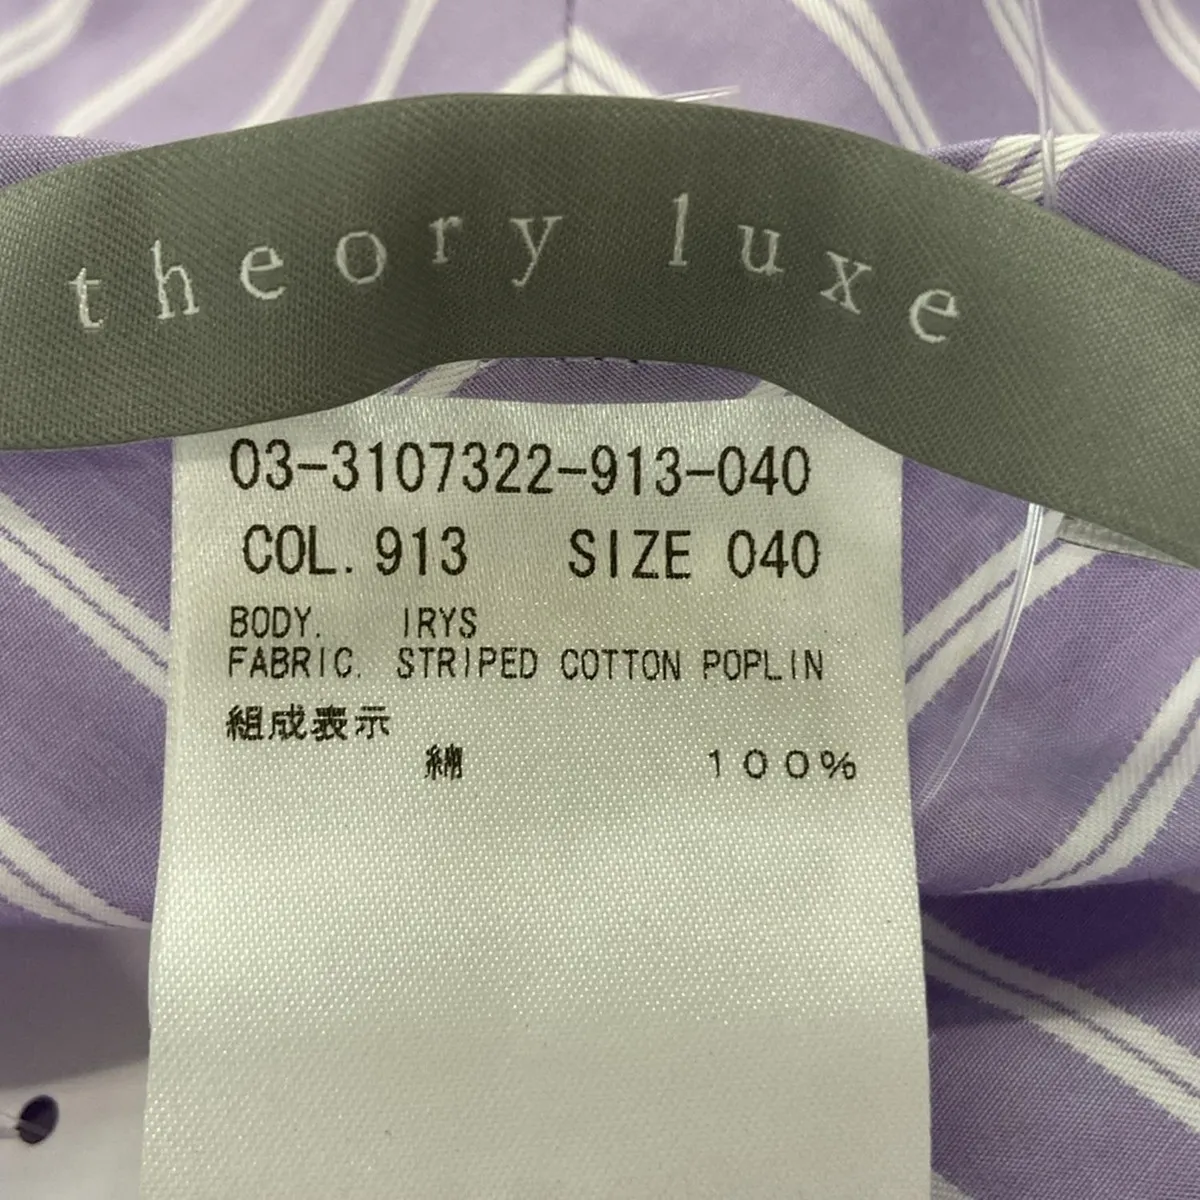 theory luxe
03-3107322-913-040
COL. 913 SIZE 040
BODY. IRYS
FABRIC. STRIPED COTTON POPLIN
組成表示
綿 100%